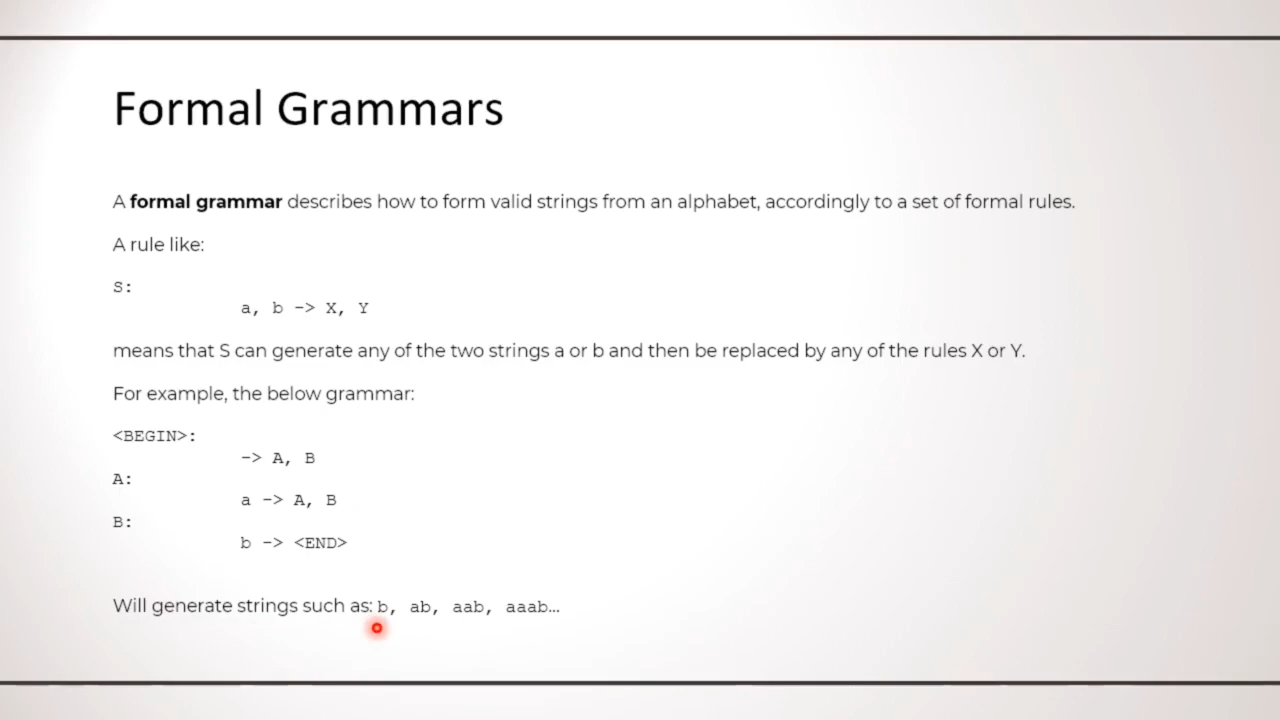 Formal Grammars
A formal grammar describes how to form valid strings from an alphabet, accordingly to a set of formal rules.
A rule like:
S:
a, b -> X, Y
means that S can generate any of the two strings a or b and then be replaced by any of the rules X or Y.
For example, the below grammar:
<BEGIN>:
-> A, B
A:
a -> A, B
B:
b -> <END>
Will generate strings such as: b, ab, aab, aaab...